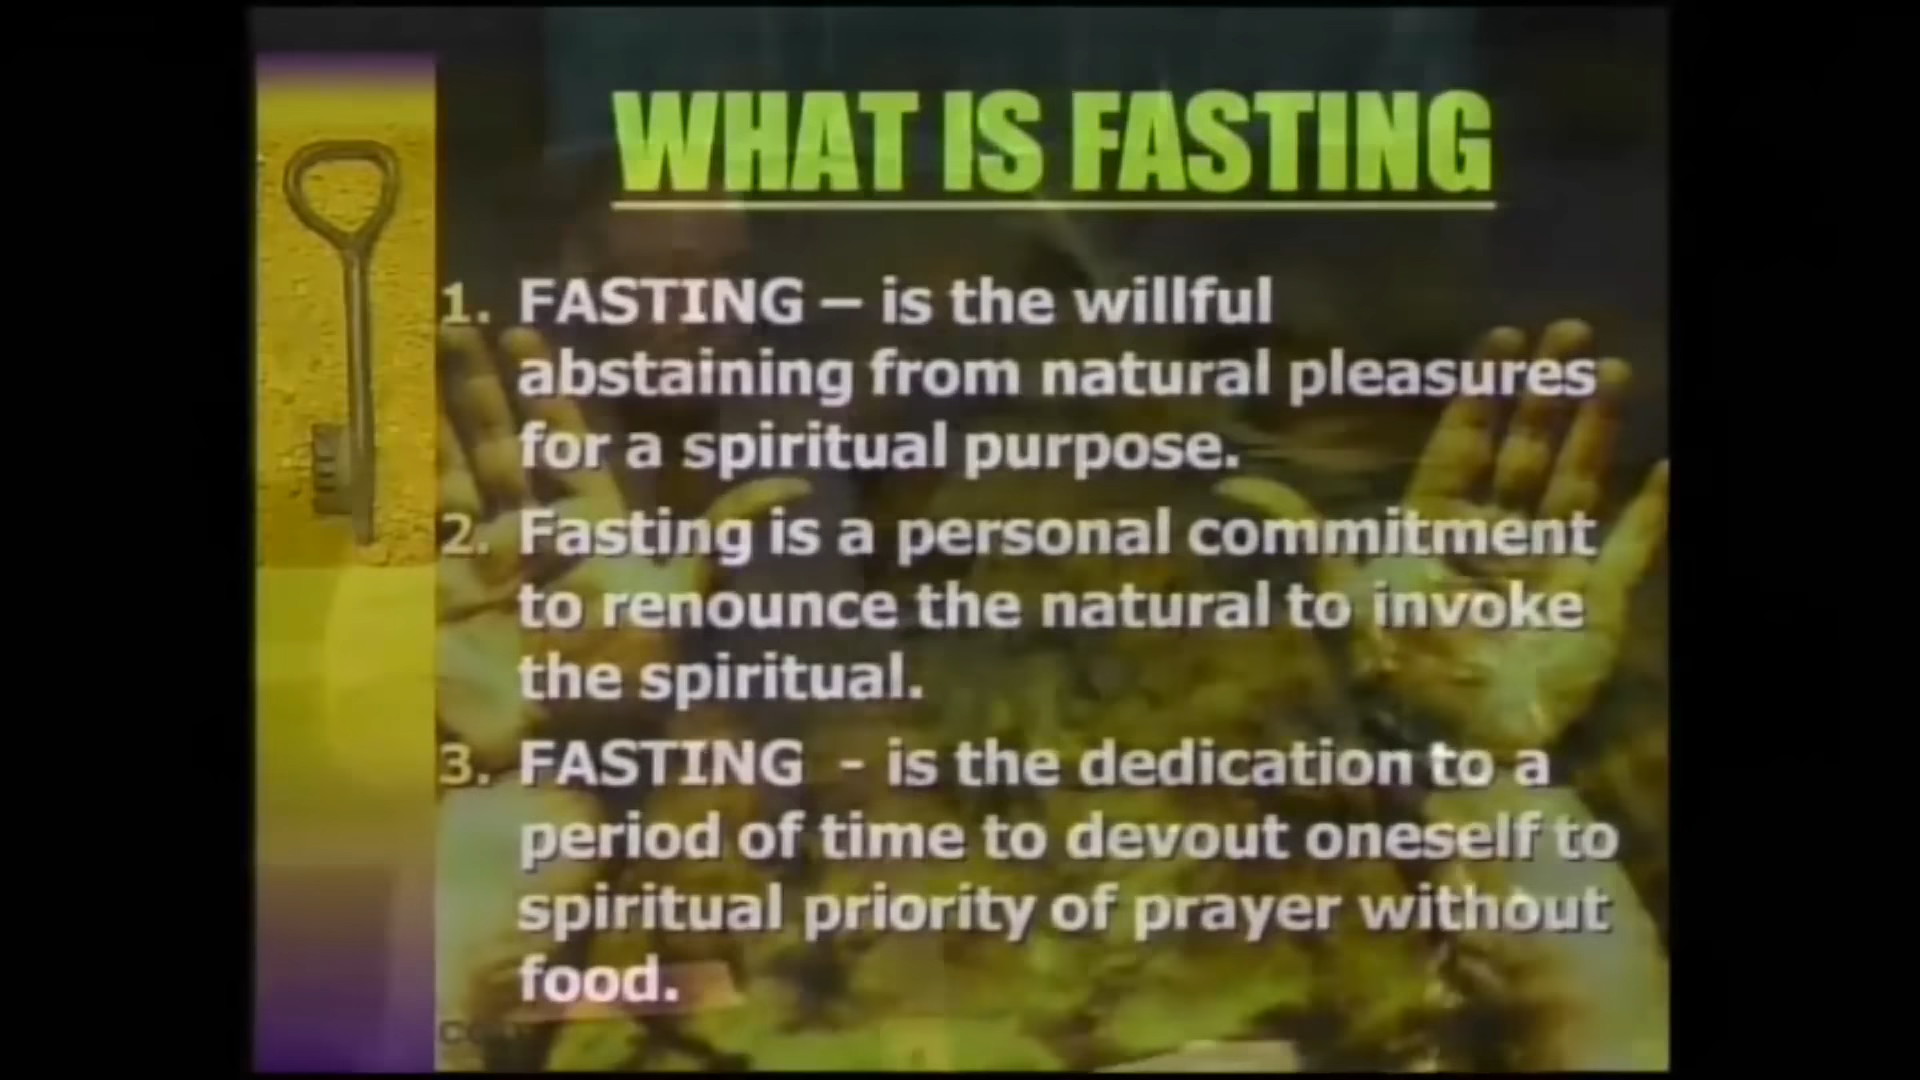 WHAT IS FASTING
1. FASTING – is the willful
abstaining from natural pleasures
for a spiritual purpose.
2. Fasting is a personal commitment
to renounce the natural to invoke
the spiritual.
3. FASTING - is the dedication to a
period of time to devout oneself to
spiritual priority of prayer without
food.